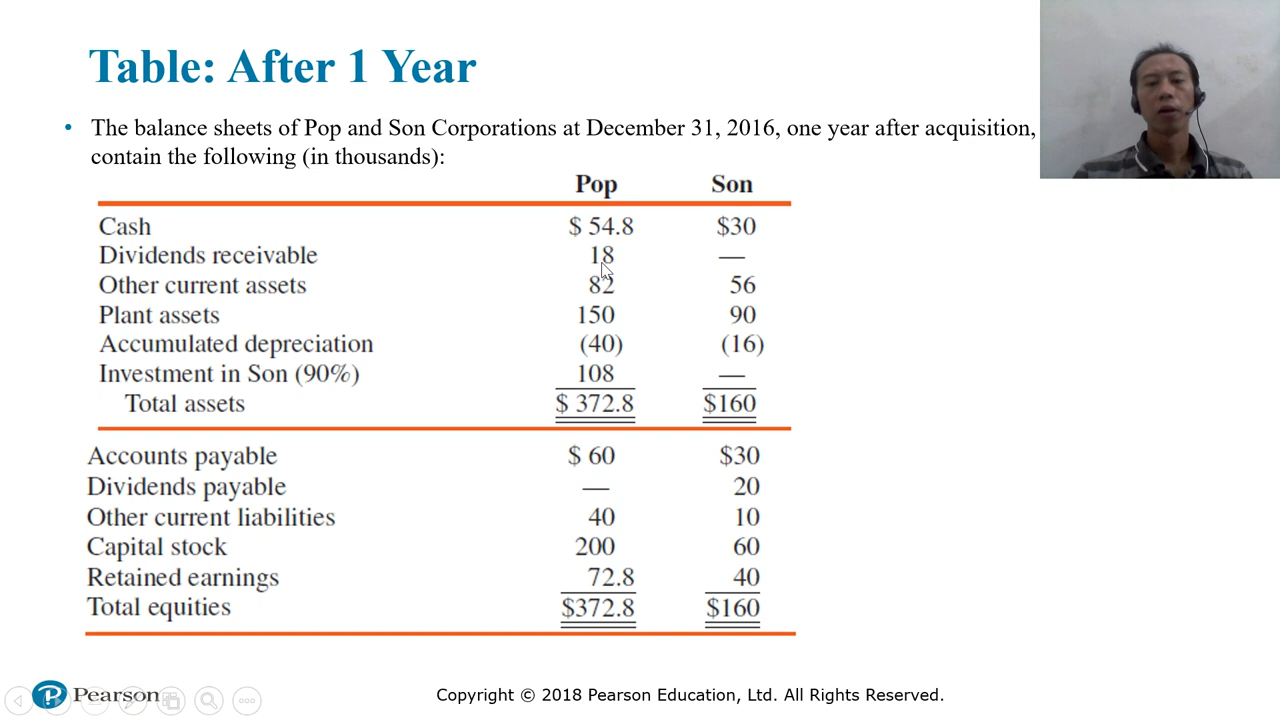 Table: After 1 Year
• The balance sheets of Pop and Son Corporations at December 31, 2016, one year after acquisition,
contain the following (in thousands):
Pop Son
Cash $ 54.8 $30
Dividends receivable 18 —
Other current assets 82 56
Plant assets 150 90
Accumulated depreciation (40) (16)
Investment in Son (90%) 108 —
Total assets $ 372.8 $160
Accounts payable $ 60 $30
Dividends payable — 20
Other current liabilities 40 10
Capital stock 200 60
Retained earnings 72.8 40
Total equities $372.8 $160
P Pearson
Copyright © 2018 Pearson Education, Ltd. All Rights Reserved.